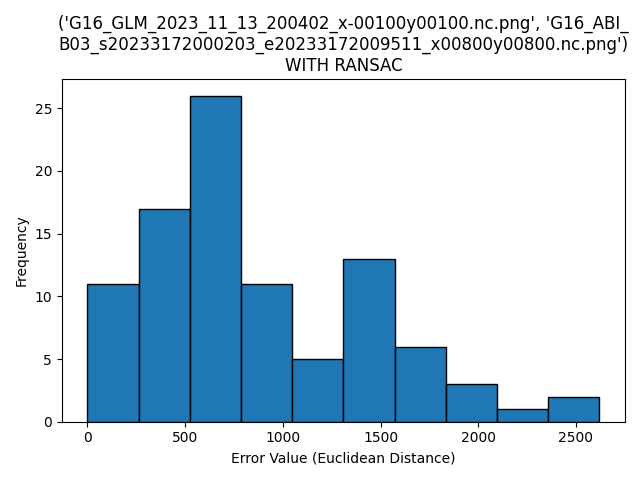 ('G16_GLM_2023_11_13_200402_x-00100y00100.nc.png', 'G16_ABI_
B03_s20233172000203_e20233172009511_x00800y00800.nc.png')
WITH RANSAC
25
20
15
10
5
0
Frequency
0 500 1000 1500 2000 2500
Error Value (Euclidean Distance)